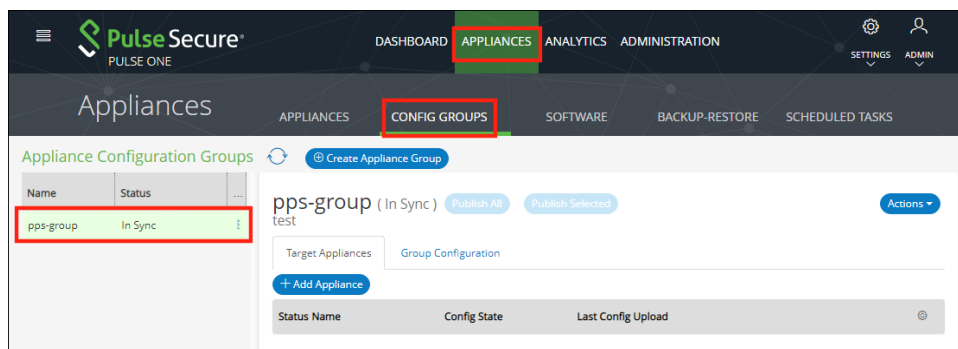 Pulse Secure®
PULSE ONE
DASHBOARD APPLIANCES ANALYTICS ADMINISTRATION
SETTINGS ADMIN
Appliances
APPLIANCES CONFIG GROUPS SOFTWARE BACKUP-RESTORE SCHEDULED TASKS
Appliance Configuration Groups Create Appliance Group
Name Status ...
pps-group In Sync
pps-group ( In Sync ) Publish All Publish Selected Actions
test
Target Appliances Group Configuration
+ Add Appliance
Status Name Config State Last Config Upload